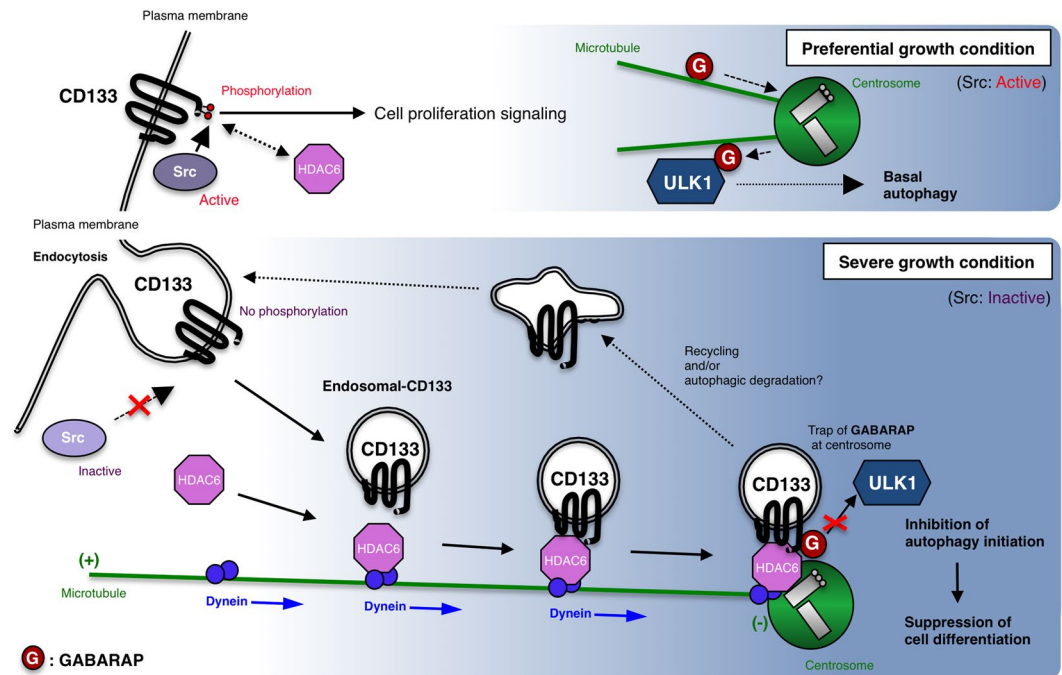 Plasma membrane
CD133
Phosphorylation
Cell proliferation signaling
Src
Active
HDAC6
Preferential growth condition
(Src: Active)
Microtubule
G
Centrosome
G
ULK1
Basal
autophagy
Plasma membrane
Endocytosis
CD133
No phosphorylation
Src
Inactive
HDAC6
Severe growth condition
(Src: Inactive)
Recycling
and/or
autophagic degradation?
Endosomal-CD133
CD133
HDAC6
CD133
HDAC6
Trap of GABARAP
at centrosome
CD133
ULK1
G
HDAC6
Inhibition of
autophagy initiation
Suppression of
cell differentiation
(+)
Microtubule
Dynein
Dynein
Dynein
(-)
Centrosome
G : GABARAP